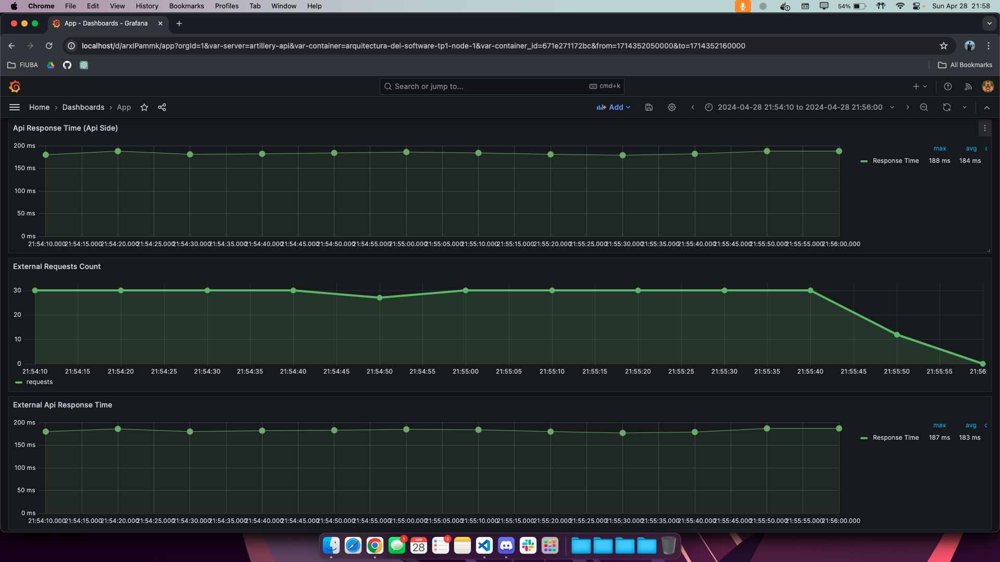 Chrome File Edit View History Bookmarks Profiles Tab Window Help 54% Sun Apr 28 21:58
App - Dashboards - Grafana
localhost/d/arxIPammk/app?orgId=1&var-server=artillery-api&var-container=arquitectura-del-software-tp1-node-1&var-container_id=671e271172bc&from=1714352050000&to=1714352160000
FIUBA All Bookmarks
Search or jump to... cmd+k
Home Dashboards App Add 2024-04-28 21:54:10 to 2024-04-28 21:56:00
Api Response Time (Api Side)
200 ms
150 ms
100 ms
50 ms
0 ms
21:54:10.000 21:54:15.000 21:54:20.000 21:54:25.000 21:54:30.000 21:54:35.000 21:54:40.000 21:54:45.000 21:54:50.000 21:54:55.000 21:55:00.000 21:55:05.000 21:55:10.000 21:55:15.000 21:55:20.000 21:55:25.000 21:55:30.000 21:55:35.000 21:55:40.000 21:55:45.000 21:55:50.000 21:55:55.000 21:56:00.000
max avg
Response Time 188 ms 184 ms
External Requests Count
30
20
10
0
21:54:10 21:54:15 21:54:20 21:54:25 21:54:30 21:54:35 21:54:40 21:54:45 21:54:50 21:54:55 21:55:00 21:55:05 21:55:10 21:55:15 21:55:20 21:55:25 21:55:30 21:55:35 21:55:40 21:55:45 21:55:50 21:55:55 21:56:
requests
External Api Response Time
200 ms
150 ms
100 ms
50 ms
0 ms
21:54:10.000 21:54:15.000 21:54:20.000 21:54:25.000 21:54:30.000 21:54:35.000 21:54:40.000 21:54:45.000 21:54:50.000 21:54:55.000 21:55:00.000 21:55:05.000 21:55:10.000 21:55:15.000 21:55:20.000 21:55:25.000 21:55:30.000 21:55:35.000 21:55:40.000 21:55:45.000 21:55:50.000 21:55:55.000 21:56:00.000
max avg
Response Time 187 ms 183 ms
1 APR 28 3